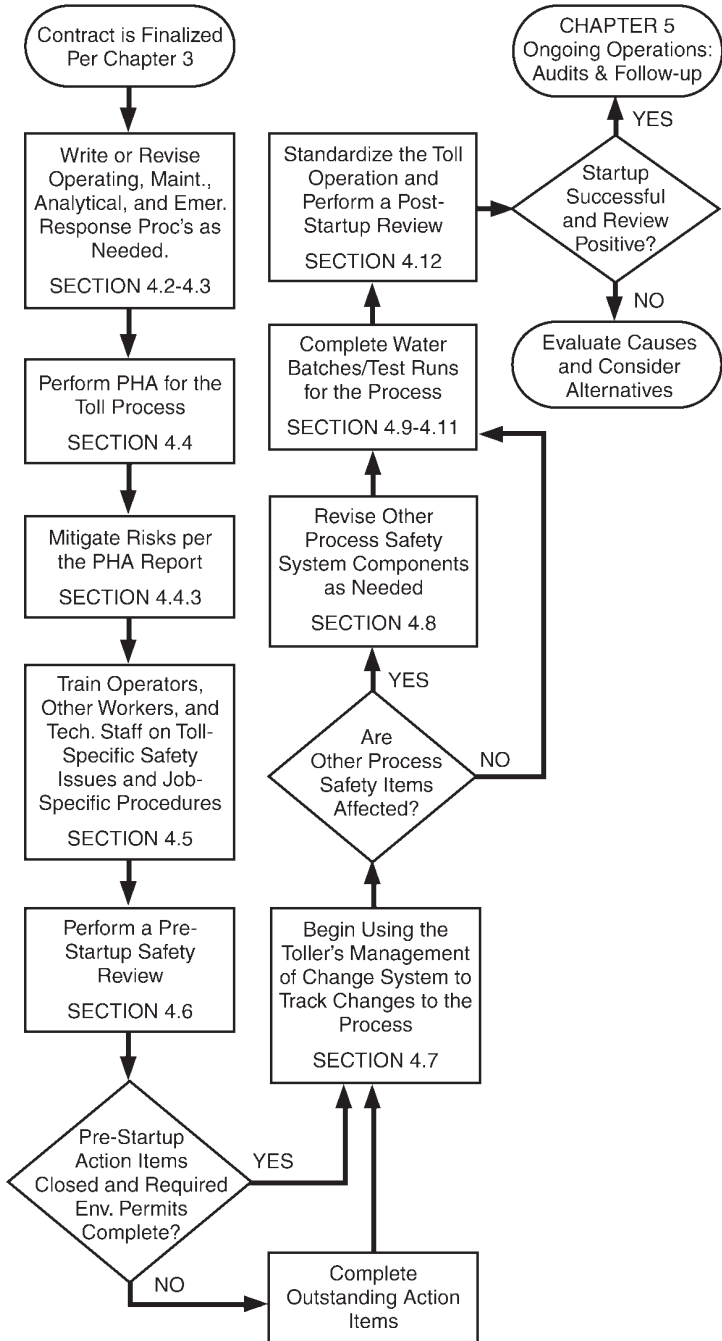 Contract is Finalized
Per Chapter 3
Write or Revise
Operating, Maint.,
Analytical, and Emer.
Response Proc's as
Needed.
SECTION 4.2-4.3
Perform PHA for the
Toll Process
SECTION 4.4
Mitigate Risks per
the PHA Report
SECTION 4.4.3
Train Operators,
Other Workers, and
Tech. Staff on Toll-
Specific Safety
Issues and Job-
Specific Procedures
SECTION 4.5
Perform a Pre-
Startup Safety
Review
SECTION 4.6
Pre-Startup
Action Items
Closed and Required
Env. Permits
Complete?
YES
NO
Complete
Outstanding Action
Items
Begin Using the
Toller's Management
of Change System to
Track Changes to the
Process
SECTION 4.7
Are
Other Process
Safety Items
Affected?
YES
NO
Revise Other
Process Safety
System Components
as Needed
SECTION 4.8
Complete Water
Batches/Test Runs
for the Process
SECTION 4.9-4.11
Standardize the Toll
Operation and
Perform a Post-
Startup Review
SECTION 4.12
Startup
Successful
and Review
Positive?
YES
CHAPTER 5
Ongoing Operations:
Audits & Follow-up
NO
Evaluate Causes
and Consider
Alternatives